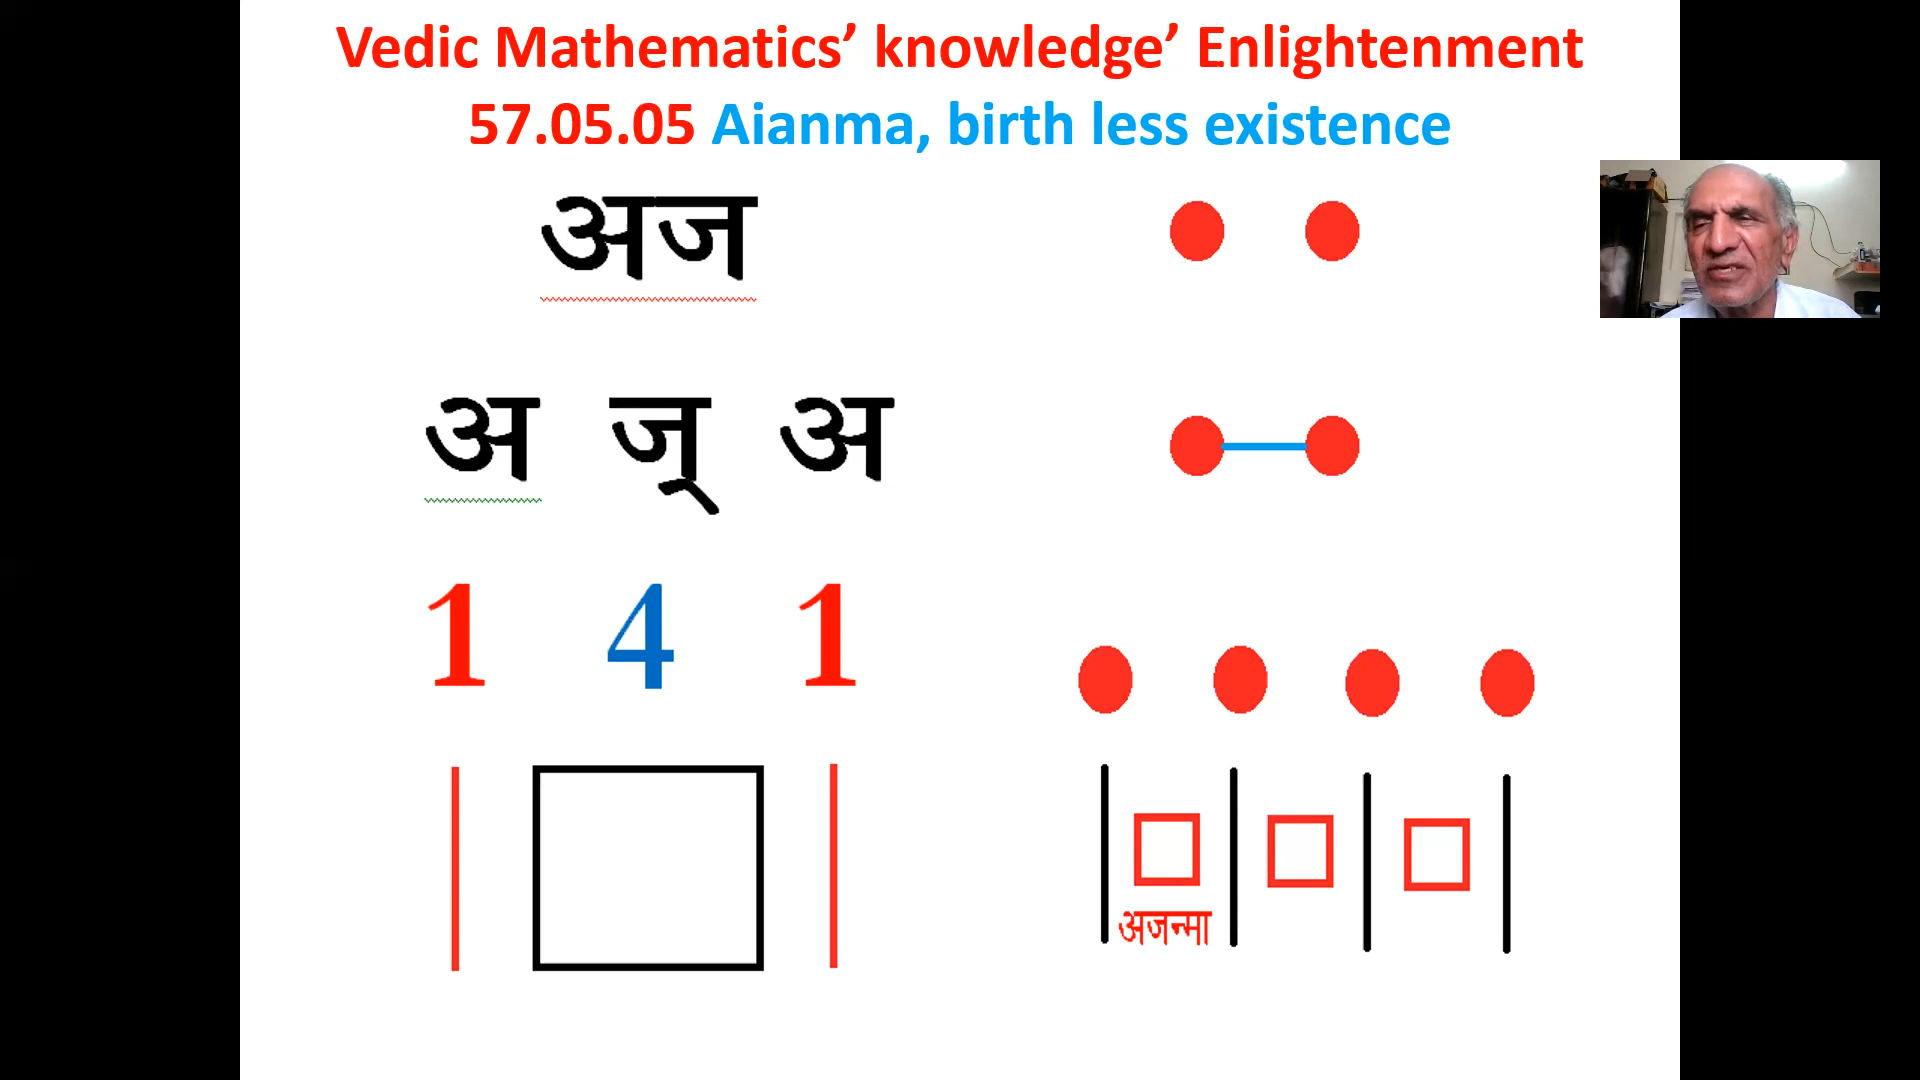 Vedic Mathematics’ knowledge’ Enlightenment
57.05.05 Aianma, birth less existence
अज
अ ज् अ
1 4 1
अजन्मा